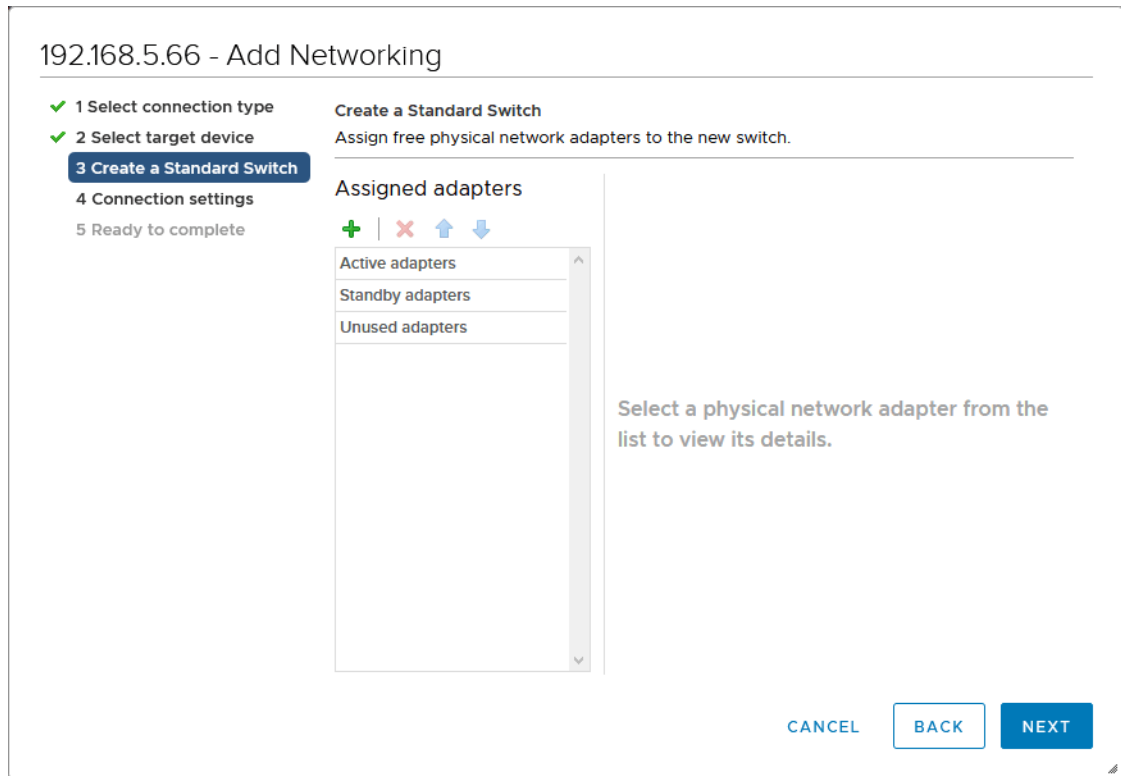 192.168.5.66 - Add Networking
1 Select connection type
2 Select target device
3 Create a Standard Switch
4 Connection settings
5 Ready to complete
Create a Standard Switch
Assign free physical network adapters to the new switch.
Assigned adapters
Active adapters
Standby adapters
Unused adapters
Select a physical network adapter from the
list to view its details.
CANCEL
BACK
NEXT